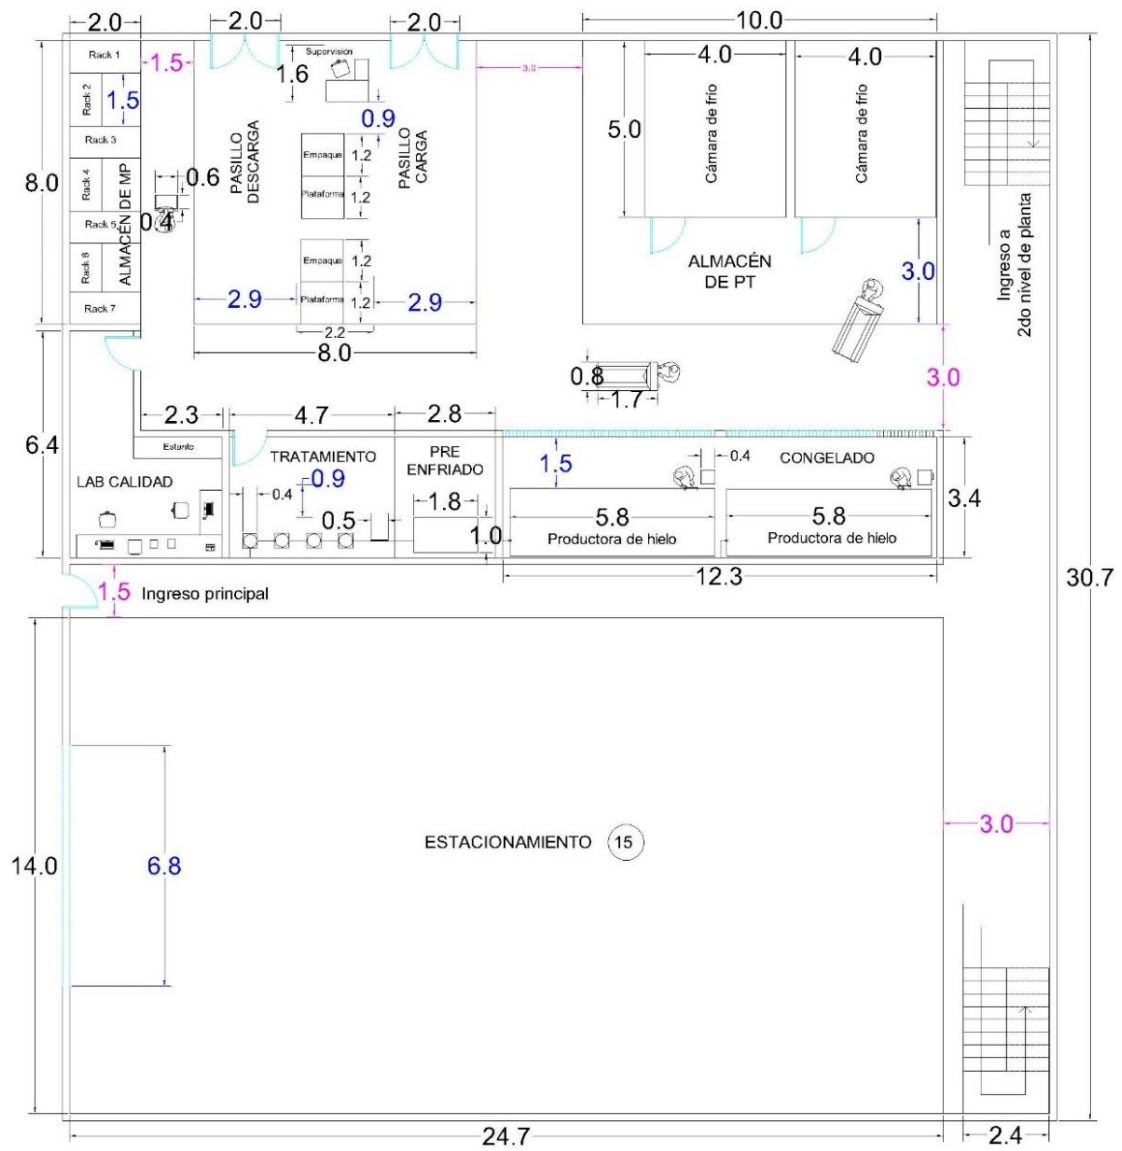 2.0
2.0
2.0
10.0
Rack 1
Supervisión
1.5
1.6
3.0
4.0
4.0
Rack 2
1.5
0.9
8.0
Rack 3
PASILLO
DESCARGA
PASILLO
CARGA
Empaque
1.2
5.0
Cámara de frío
Cámara de frío
Rack 4
ALMACÉN DE MP
0.6
Plataforma
1.2
0.4
Rack 5
Rack 6
Empaque
1.2
ALMACÉN
DE PT
3.0
Ingreso a
2do nivel de planta
Rack 7
2.9
Plataforma
1.2
2.9
2.2
8.0
0.8
1.7
3.0
6.4
2.3
4.7
2.8
Estante
TRATAMIENTO
PRE
ENFRIADO
1.5
0.4
CONGELADO
LAB CALIDAD
0.4
0.9
1.8
3.4
0.5
1.0
5.8
Productora de hielo
5.8
Productora de hielo
12.3
30.7
1.5
Ingreso principal
3.0
14.0
6.8
ESTACIONAMIENTO
15
24.7
2.4